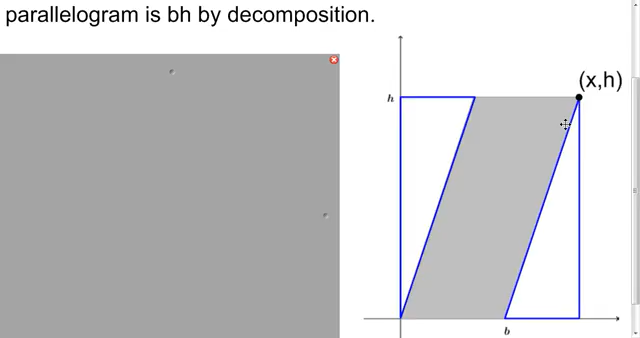 parallelogram is bh by decomposition.
(x,h)
h
b